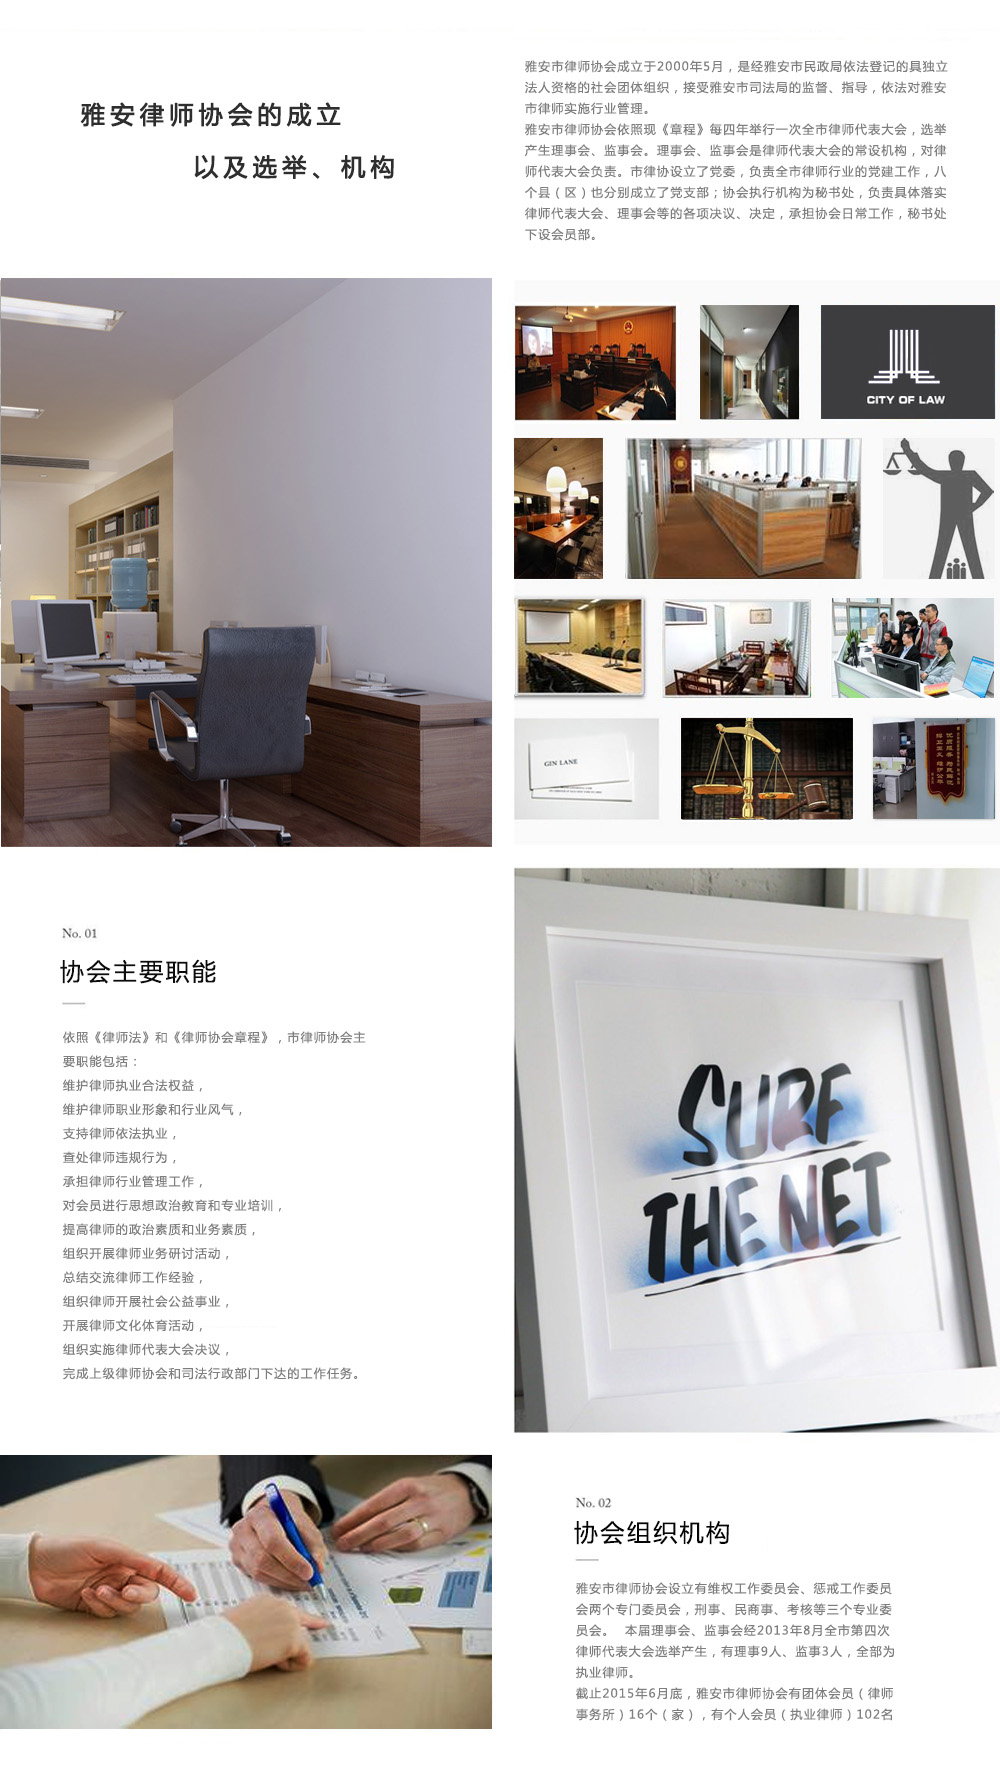 雅安律师协会的成立
以及选举、机构
雅安市律师协会成立于2000年5月，是经雅安市民政局依法登记的具独立
法人资格的社会团体组织，接受雅安市司法局的监督、指导，依法对雅安
市律师实施行业管理。
雅安市律师协会依照现《章程》每四年举行一次全市律师代表大会，选举
产生理事会、监事会。理事会、监事会是律师代表大会的常设机构，对律
师代表大会负责。市律协设立了党委，负责全市律师行业的党建工作，八
个县（区）也分别成立了党支部；协会执行机构为秘书处，负责具体落实
律师代表大会、理事会等的各项决议、决定，承担协会日常工作，秘书处
下设会员部。
CITY OF LAW
GIN LANE
No. 01
协会主要职能
依照《律师法》和《律师协会章程》，市律师协会主
要职能包括：
维护律师执业合法权益，
维护律师职业形象和行业风气，
支持律师依法执业，
查处律师违规行为，
承担律师行业管理工作，
对会员进行思想政治教育和专业培训，
提高律师的政治素质和业务素质，
组织开展律师业务研讨活动，
总结交流律师工作经验，
组织律师开展社会公益事业，
开展律师文化体育活动，
组织实施律师代表大会决议，
完成上级律师协会和司法行政部门下达的工作任务。
SURF
THE NET
No. 02
协会组织机构
雅安市律师协会设立有维权工作委员会、惩戒工作委员
会两个专门委员会，刑事、民商事、考核等三个专业委
员会。 本届理事会、监事会经2013年8月全市第四次
律师代表大会选举产生，有理事9人、监事3人，全部为
执业律师。
截止2015年6月底，雅安市律师协会有团体会员（律师
事务所）16个（家），有个人会员（执业律师）102名